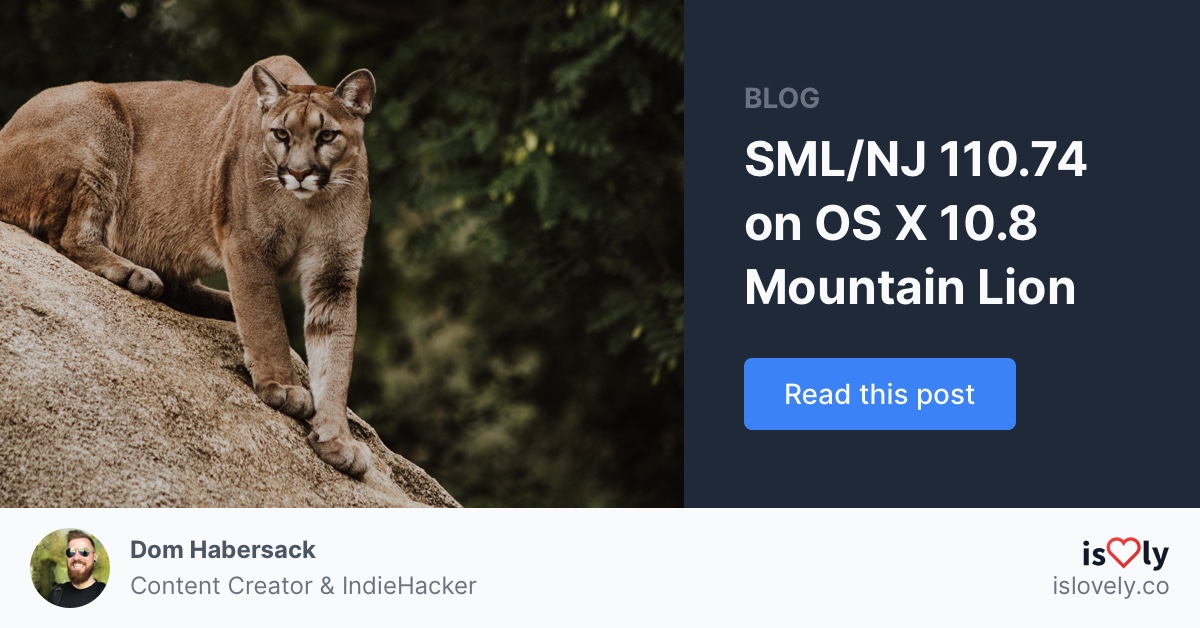 BLOG
SML/NJ 110.74
on OS X 10.8
Mountain Lion
Read this post
Dom Habersack
Content Creator & IndieHacker
is♡ly
islovely.co